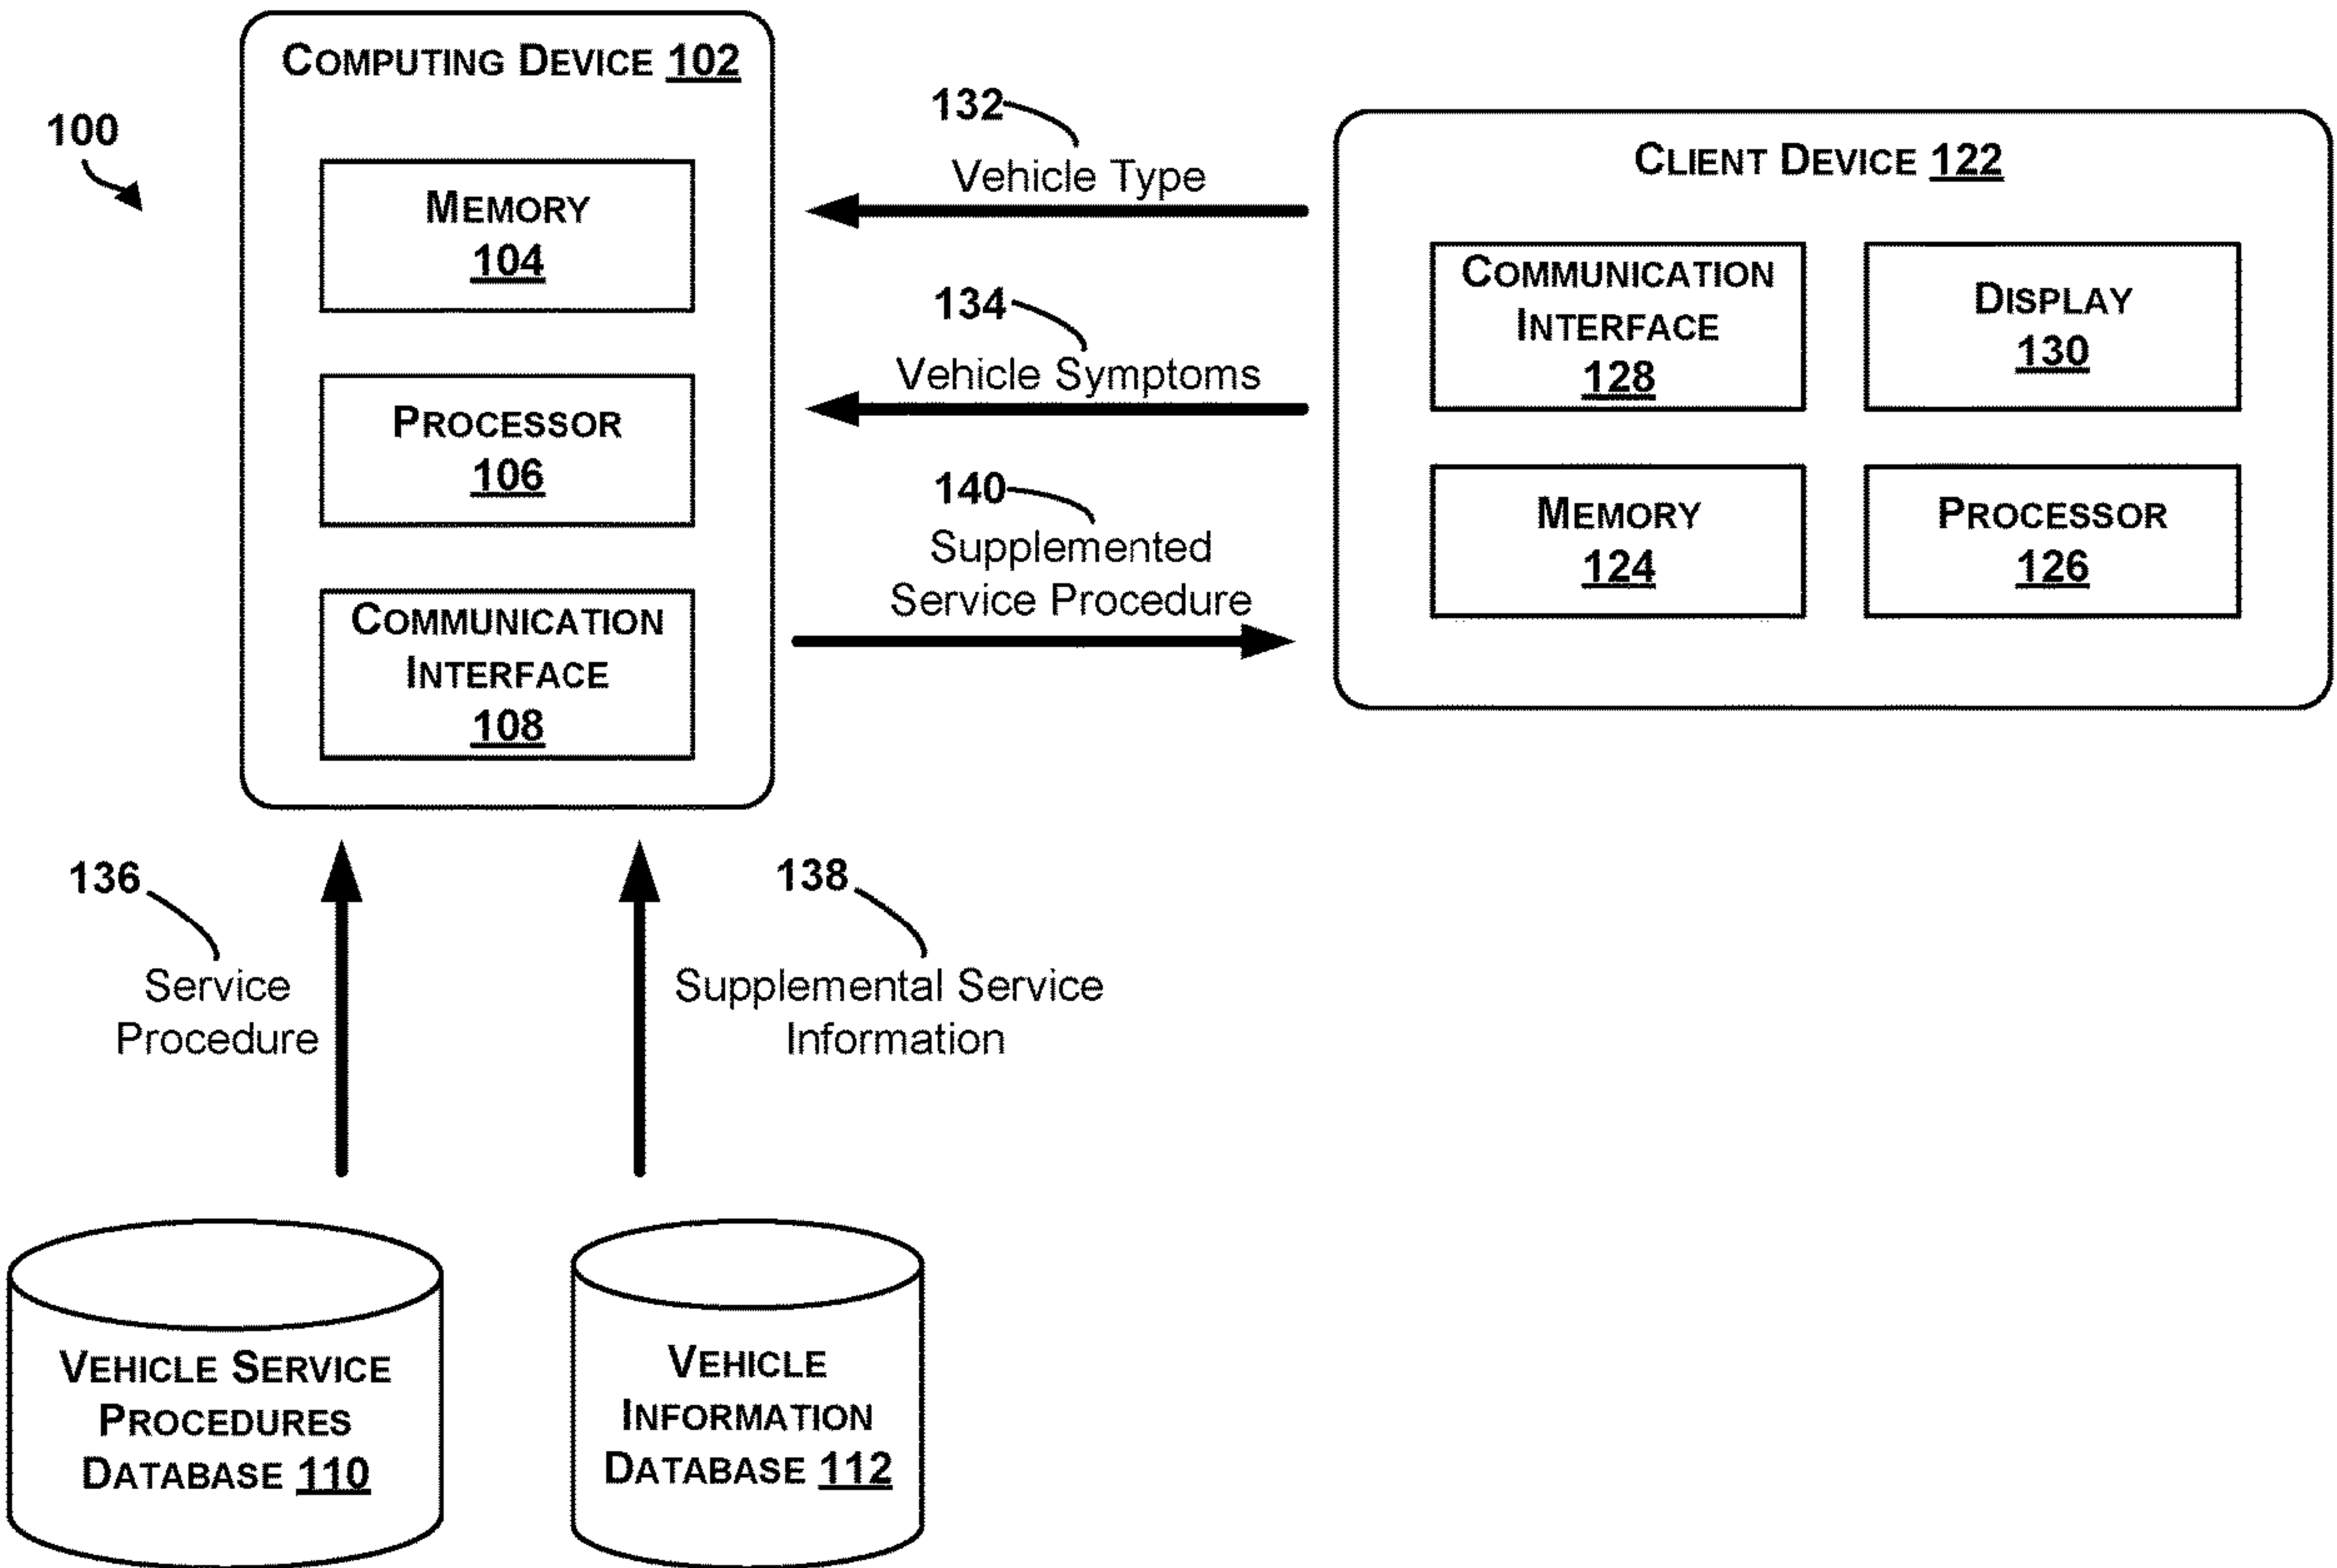 100
COMPUTING DEVICE 102
MEMORY
104
PROCESSOR
106
COMMUNICATION
INTERFACE
108
132
Vehicle Type
134
Vehicle Symptoms
140
Supplemented
Service Procedure
CLIENT DEVICE 122
COMMUNICATION
INTERFACE
128
DISPLAY
130
MEMORY
124
PROCESSOR
126
136
Service
Procedure
138
Supplemental Service
Information
VEHICLE SERVICE
PROCEDURES
DATABASE 110
VEHICLE
INFORMATION
DATABASE 112